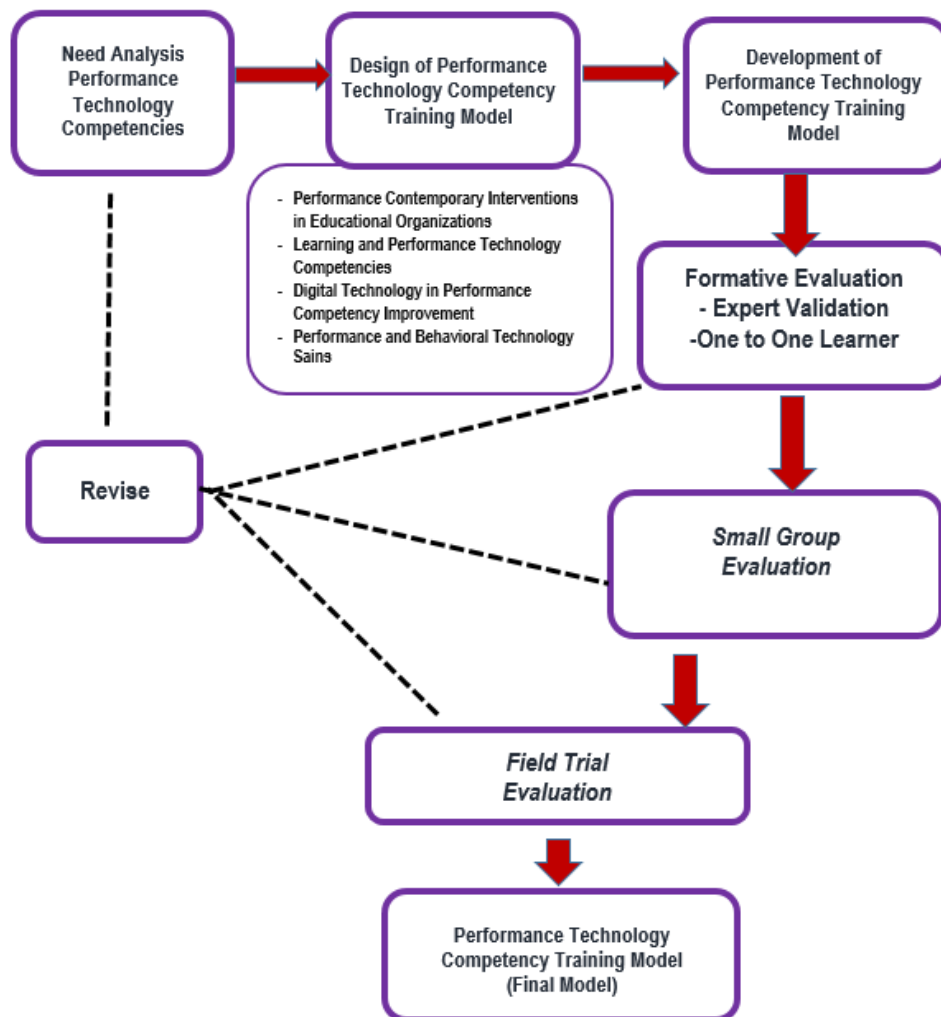 Need Analysis
Performance
Technology
Competencies
Design of Performance
Technology Competency
Training Model
Development of
Performance Technology
Competency Training
Model
- Performance Contemporary Interventions
in Educational Organizations
- Learning and Performance Technology
Competencies
- Digital Technology in Performance
Competency Improvement
- Performance and Behavioral Technology
Sains
Formative Evaluation
- Expert Validation
-One to One Learner
Revise
Small Group
Evaluation
Field Trial
Evaluation
Performance Technology
Competency Training Model
(Final Model)